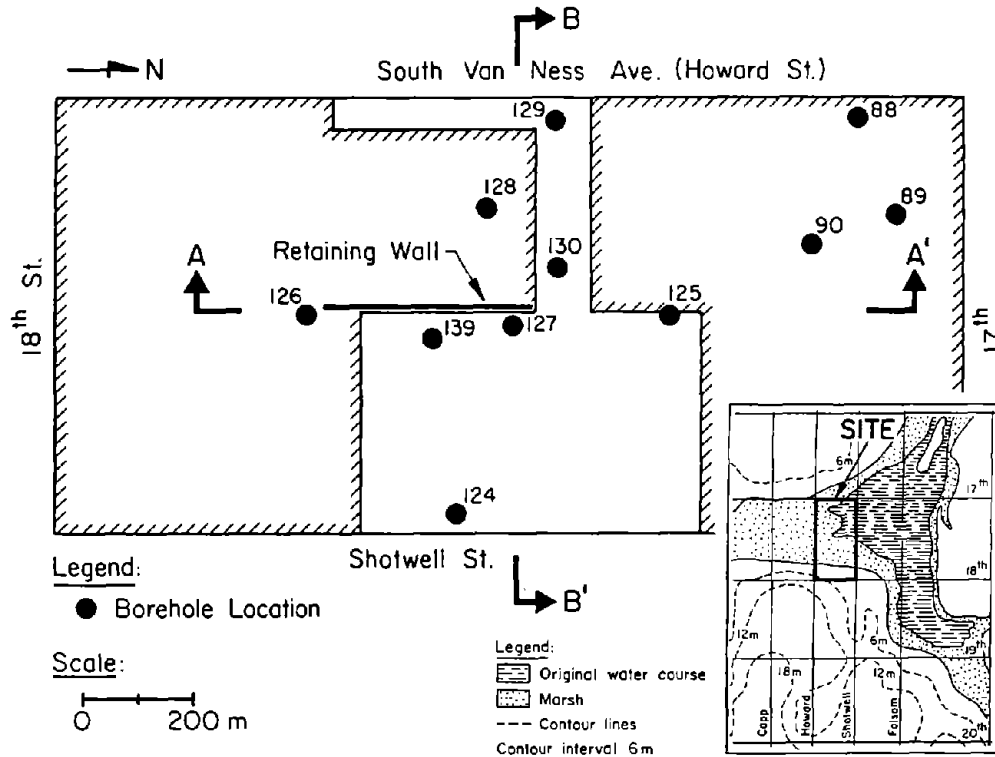 B
N
South Van Ness Ave. (Howard St.)
129
88
128
89
90
130
Retaining Wall
A
A'
126
125
139
127
18th St.
17th
124
Shotwell St.
B'
Legend:
Borehole Location
Scale:
0 200 m
Legend:
Original water course
Marsh
Contour lines
Contour interval 6m
SITE
6m
17th
18th
12m
6m
19th
18m
12m
20th
Capp
Howard
Shotwell
Folsom